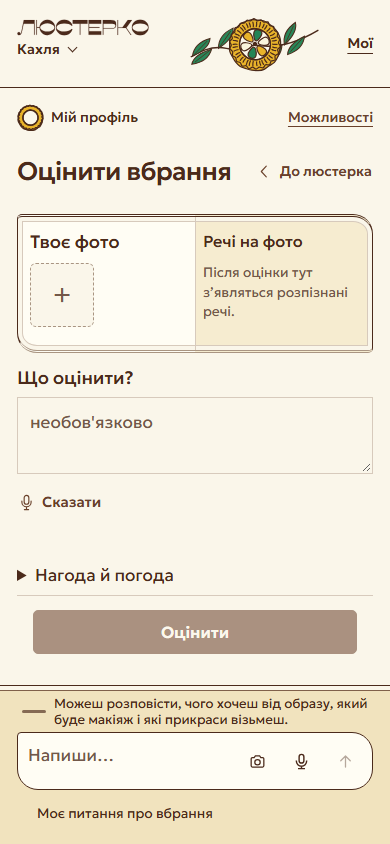 ЛЮСТЕРКО
Кахля
Мої
Мій профіль
Можливості
Оцінити вбрання
До люстерка
Твоє фото
Речі на фото
Після оцінки тут
з’являться розпізнані
речі.
Що оцінити?
необов'язково
Сказати
Нагода й погода
Оцінити
Можеш розповісти, чого хочеш від образу, який
буде макіяж і які прикраси візьмеш.
Напиши…
Моє питання про вбрання